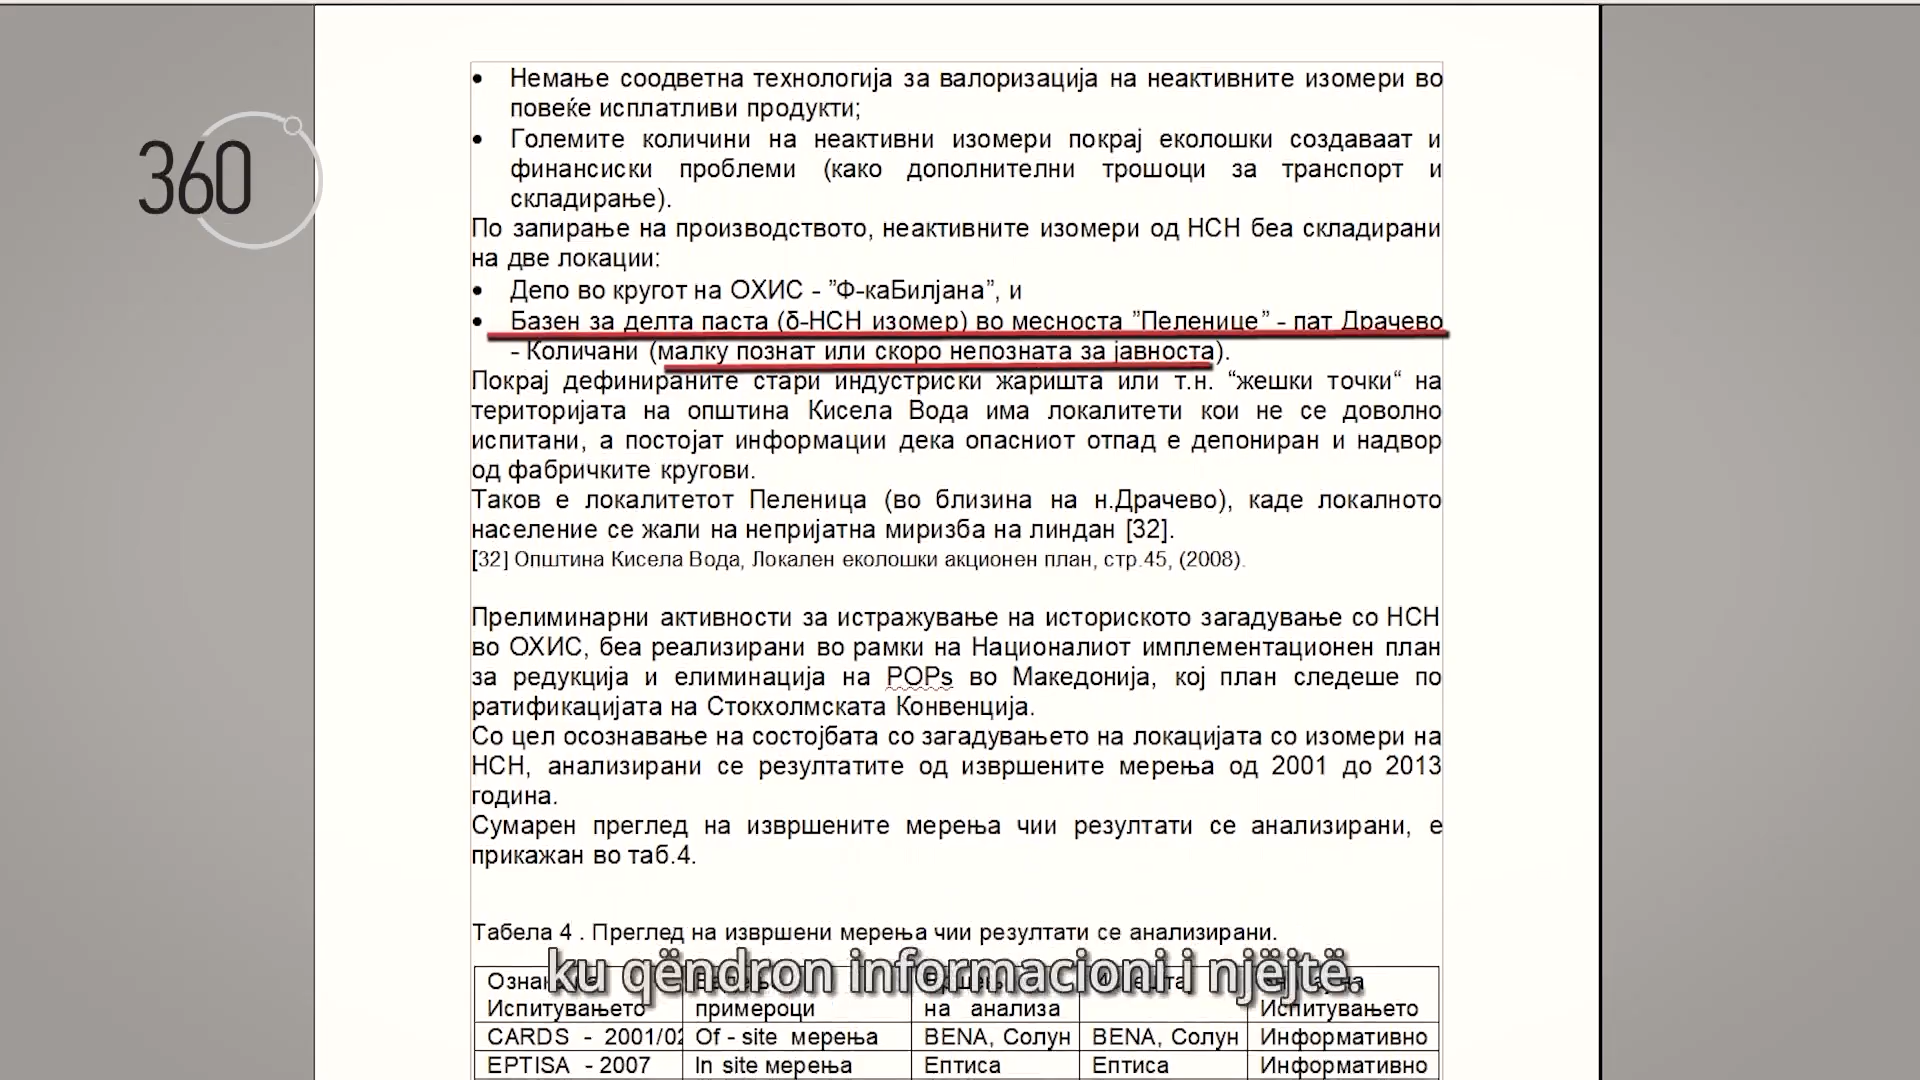 360
• Немање соодветна технологија за валоризација на неактивните изомери во
повеќе исплатливи продукти;
• Големите количини на неактивни изомери покрај еколошки создаваат и
финансиски проблеми (како дополнителни трошоци за транспорт и
складирање).
По запирање на производството, неактивните изомери од НСН беа складирани
на две локации:
• Депо во кругот на ОХИС - ”Ф-каБилјана”, и
• Базен за делта паста (δ-НСН изомер) во месноста ”Пеленице” - пат Драчево
- Количани (малку познат или скоро непозната за јавноста).
Покрај дефинираните стари индустриски жаришта или т.н. “жешки точки“ на
територијата на општина Кисела Вода има локалитети кои не се доволно
испитани, а постојат информации дека опасниот отпад е депониран и надвор
од фабричките кругови.
Таков е локалитетот Пеленица (во близина на н.Драчево), каде локалното
население се жали на непријатна миризба на линдан [32].
[32] Општина Кисела Вода, Локален еколошки акционен план, стр.45, (2008).
Прелиминарни активности за истражување на историското загадување со НСН
во ОХИС, беа реализирани во рамки на Националиот имплементационен план
за редукција и елиминација на POPs во Македонија, кој план следеше по
ратификацијата на Стокхолмската Конвенција.
Со цел осознавање на состојбата со загадувањето на локацијата со изомери на
НСН, анализирани се резултатите од извршените мерења од 2001 до 2013
година.
Сумарен преглед на извршените мерења чии резултати се анализирани, е
прикажан во таб.4.
Табела 4 . Преглед на извршени мерења чии резултати се анализирани.
ku qëndron informacioni i njëjtë.
Испитувањето примероци на анализа Испитувањето
CARDS - 2001/02 Of - site мерења BENA, Солун BENA, Солун Информативно
EPTISA - 2007 In site мерења Ептиса Ептиса Информативно